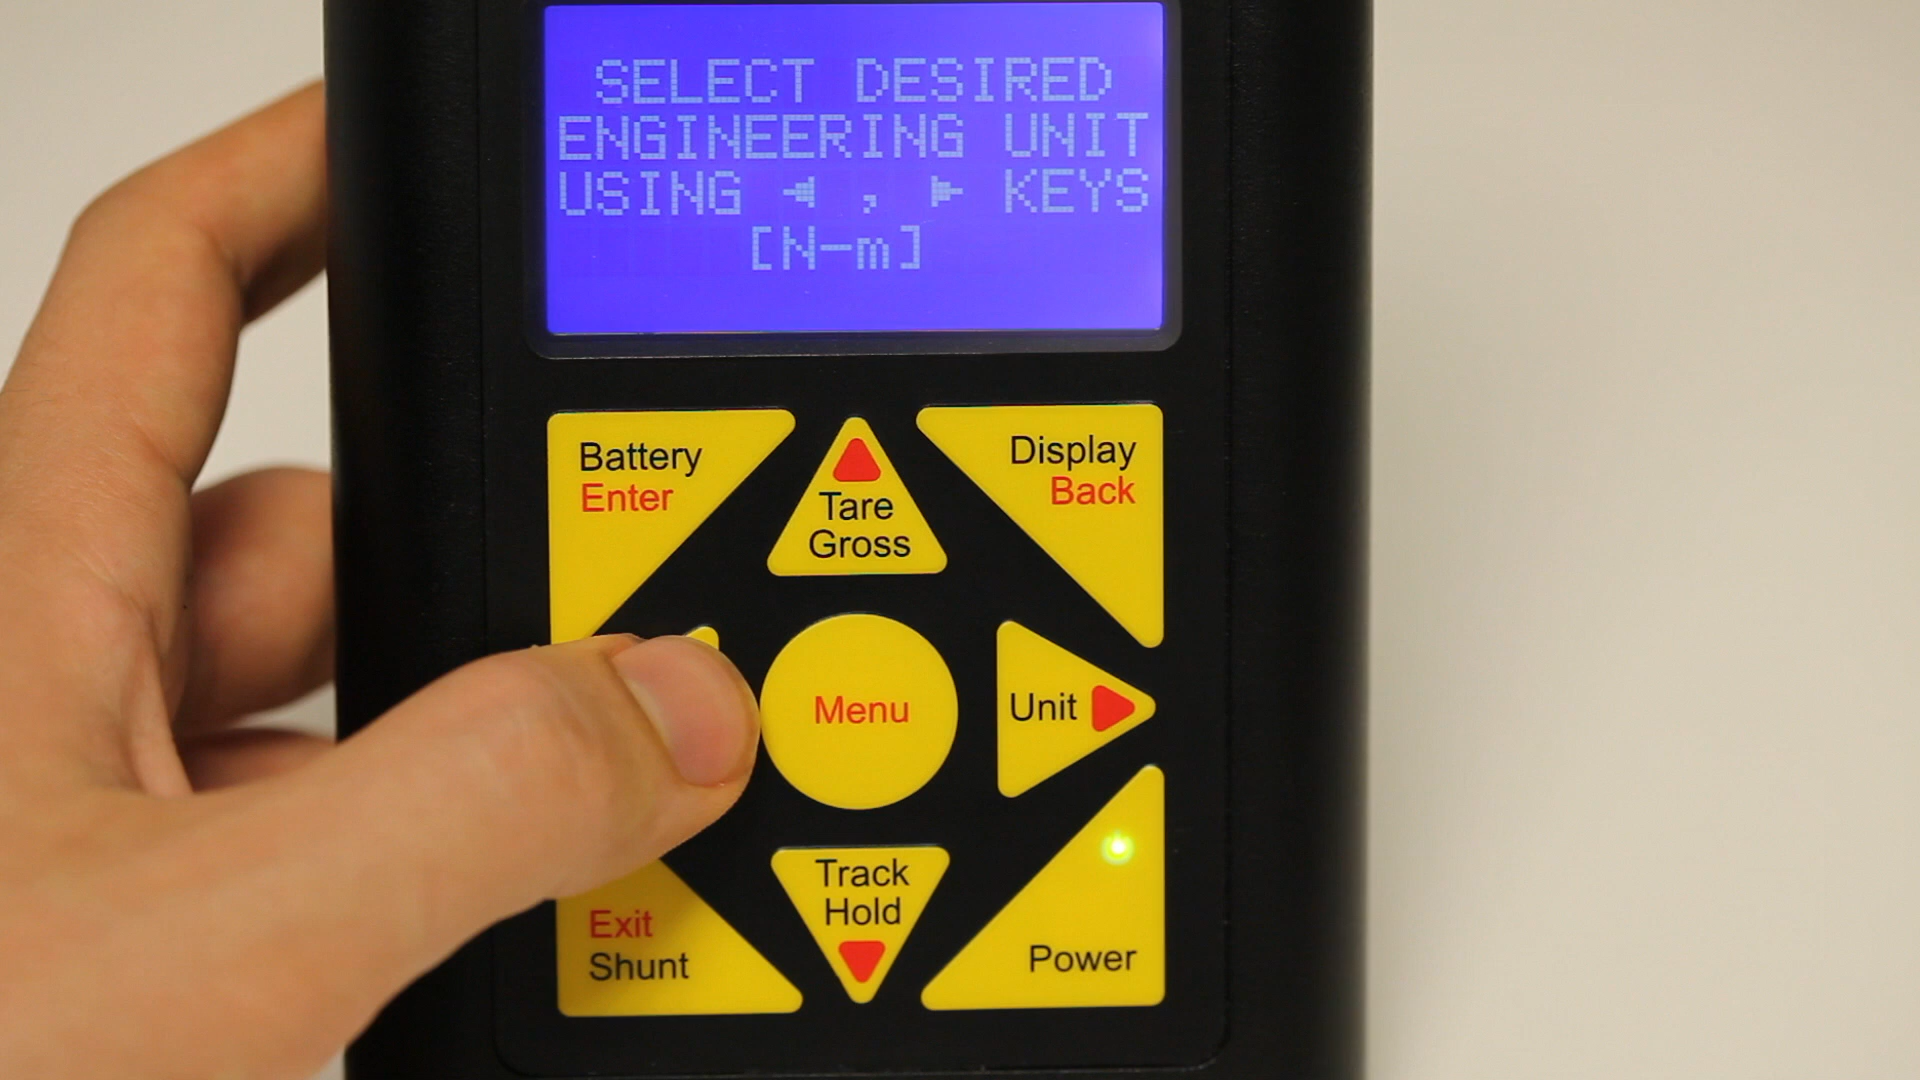 SELECT DESIRED
ENGINEERING UNIT
USING ◄ , ► KEYS
[N-m]
Battery
Enter
Tare
Gross
Display
Back
Menu
Unit
Exit
Shunt
Track
Hold
Power